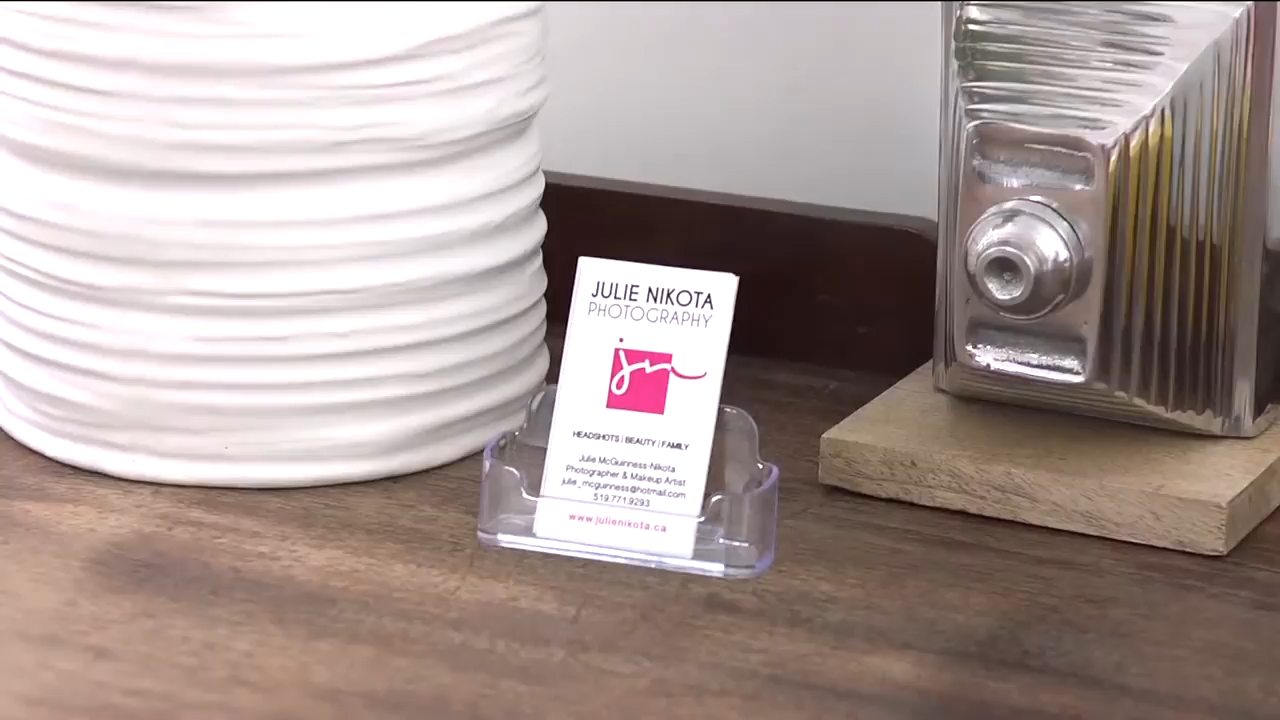 JULIE NIKOTA
PHOTOGRAPHY
jn
HEADSHOTS | BEAUTY | FAMILY
Julie McGuinness-Nikota
Photographer & Makeup Artist
julie_mcguinness@hotmail.com
519.771.9293
www.julienikota.ca